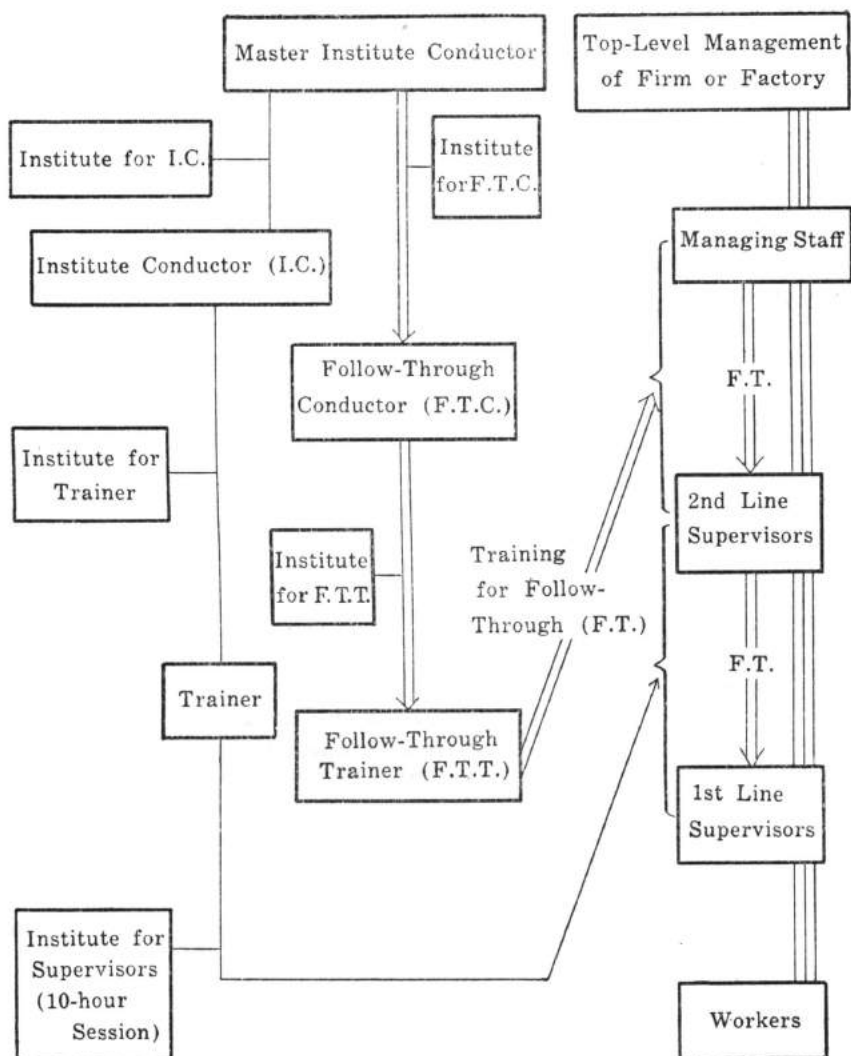 Master Institute Conductor
Top-Level Management
of Firm or Factory
Institute for I.C.
Institute
for F.T.C.
Institute Conductor (I.C.)
Managing Staff
Follow-Through
Conductor (F.T.C.)
F.T.
Institute for
Trainer
2nd Line
Supervisors
Institute
for F.T.T.
Training
for Follow-
Through (F.T.)
Trainer
F.T.
Follow-Through
Trainer (F.T.T.)
1st Line
Supervisors
Institute for
Supervisors
(10-hour
Session)
Workers